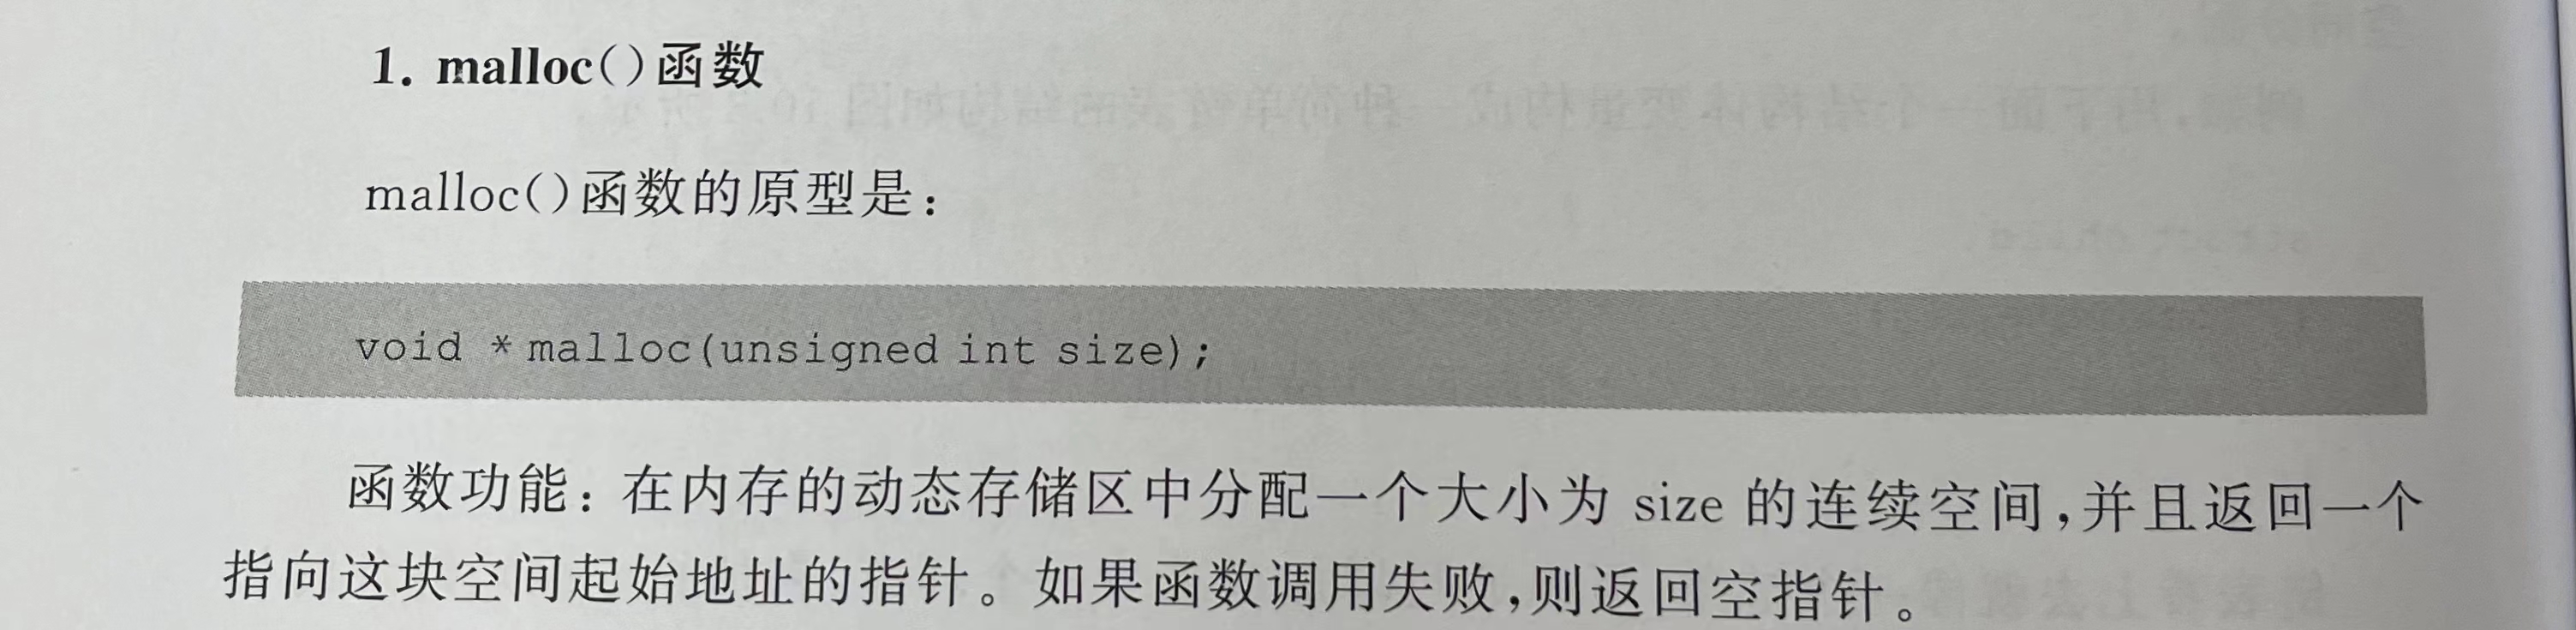 1. malloc()函数
malloc()函数的原型是：
void *malloc(unsigned int size);
函数功能：在内存的动态存储区中分配一个大小为 size 的连续空间,并且返回一个
指向这块空间起始地址的指针。如果函数调用失败,则返回空指针。